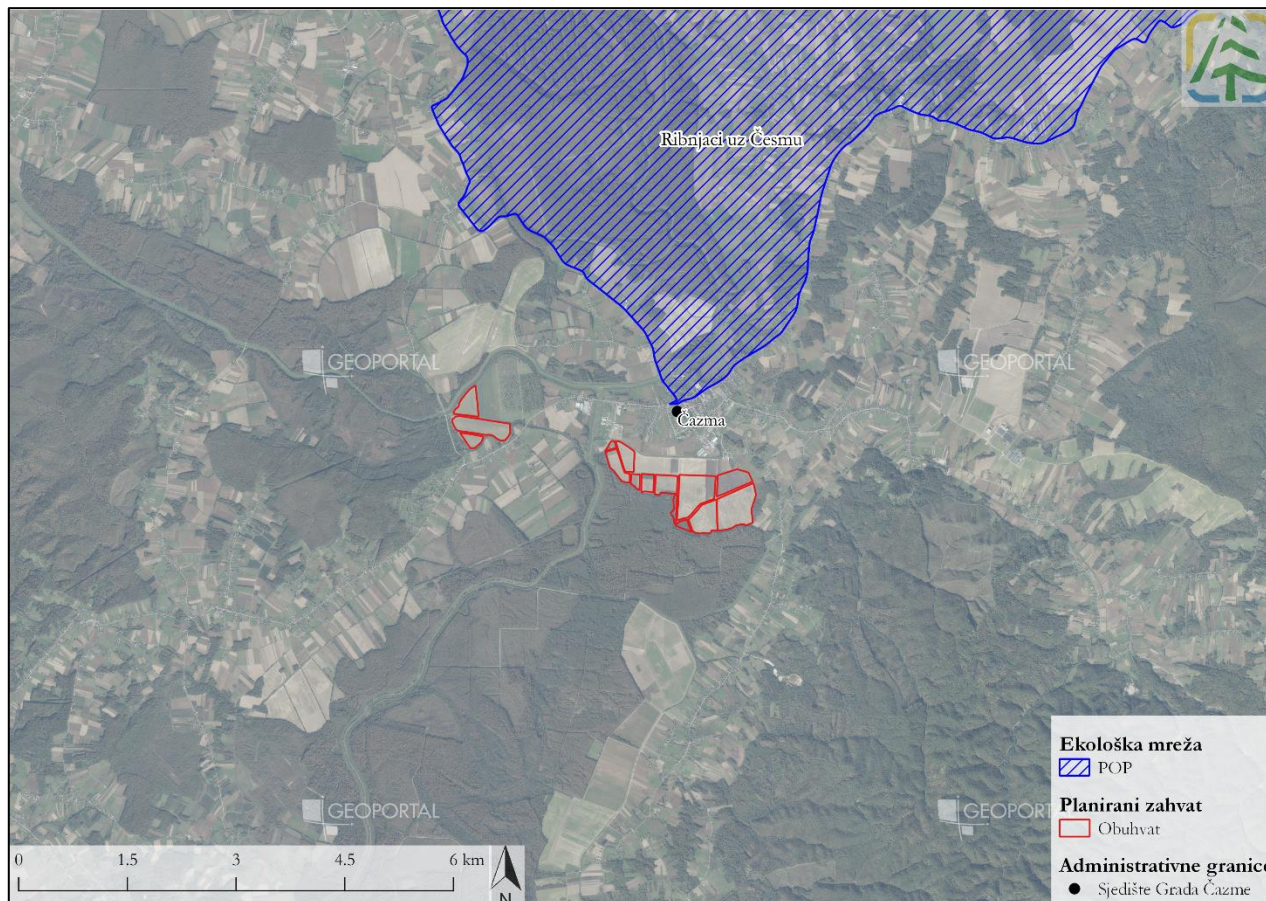 Ribnjaci uz Česmu
GEOPORTAL
GEOPORTAL
Čazma
GEOPORTAL
GEOPORTAL
Ekološka mreža
POP
Planirani zahvat
Obuhvat
Administrativne granice
Sjedište Grada Čazme
0 1.5 3 4.5 6 km
N